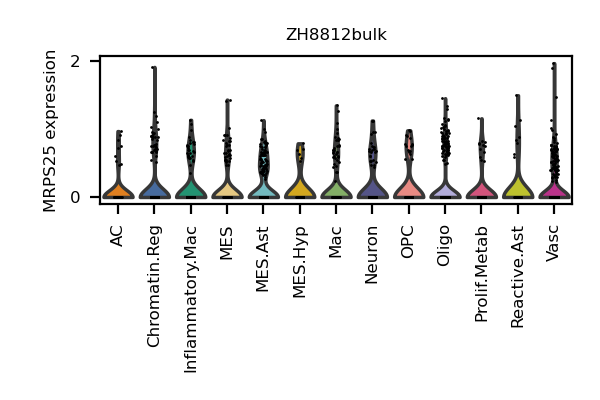 ZH8812bulk
MRPS25 expression
2
0
AC
Chromatin.Reg
Inflammatory.Mac
MES
MES.Ast
MES.Hyp
Mac
Neuron
OPC
Oligo
Prolif.Metab
Reactive.Ast
Vasc